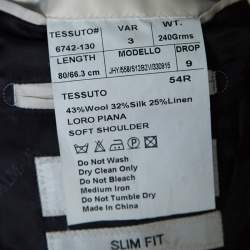 TESSUTO: VAR WT.
6742-130 3 240Grms
LENGTH MODELLO DROP
80/66.3 cm 9
54R
TESSUTO
43%Wool 32%Silk 25%Linen
LORO PIANA
SOFT SHOULDER
Do Not Wash
Dry Clean Only
Do Not Bleach
Medium Iron
Do Not Tumble Dry
MADE IN CHINA
SLIM FIT